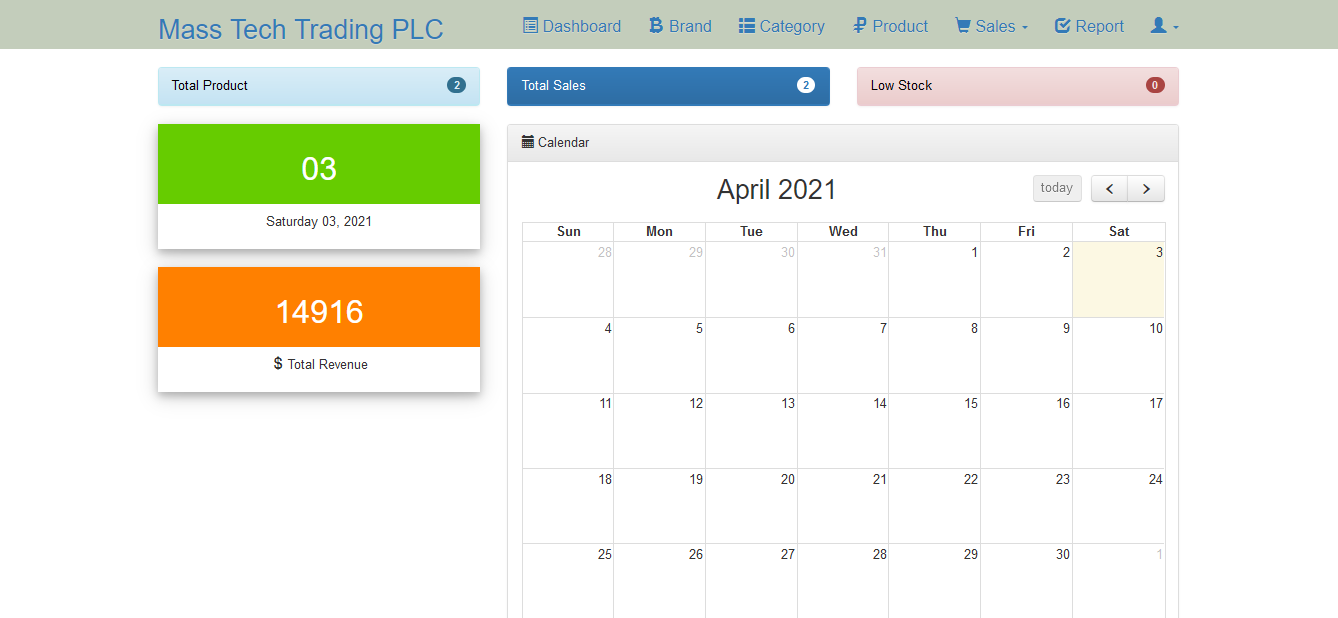 Mass Tech Trading PLC
Dashboard Brand Category Product Sales Report
Total Product 2
Total Sales 2
Low Stock 0
03
Saturday 03, 2021
14916
$ Total Revenue
Calendar
April 2021
today
Sun Mon Tue Wed Thu Fri Sat
28 29 30 31 1 2 3
4 5 6 7 8 9 10
11 12 13 14 15 16 17
18 19 20 21 22 23 24
25 26 27 28 29 30 1